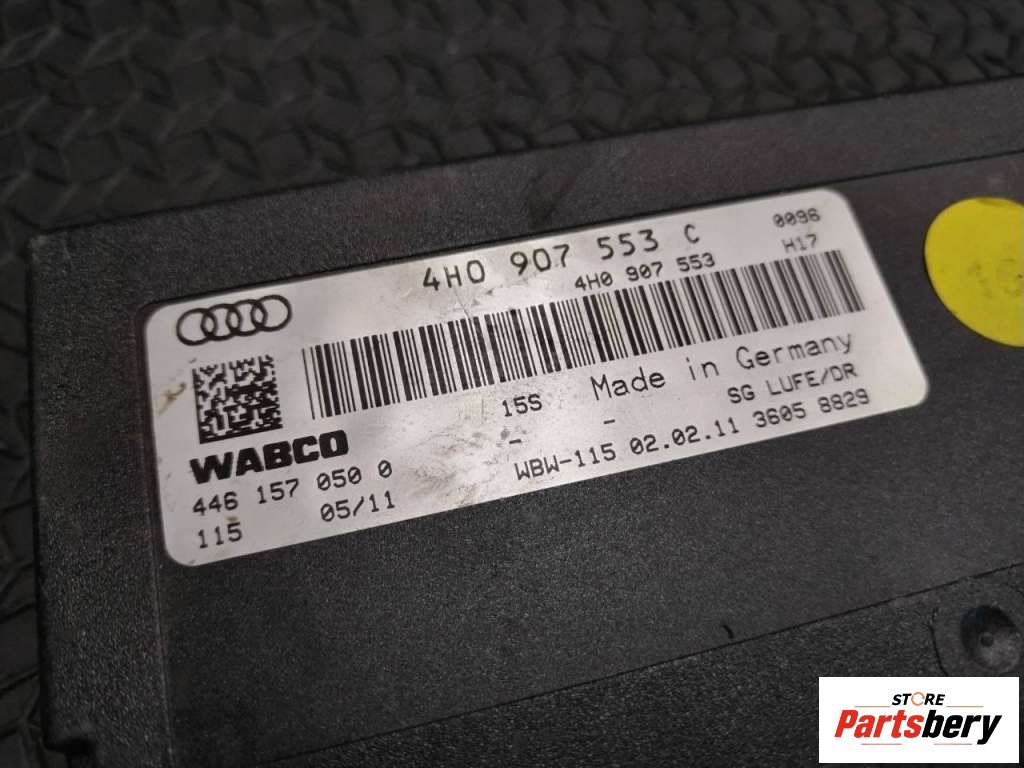 4H0 907 553 C
0096
4H0 907 553
H17
15S
Made in Germany
SG LUFE/DR
WABCO
446 157 050 0
- -
WBW-115 02.02.11 3605 8829
115
05/11
STORE
Partsbery